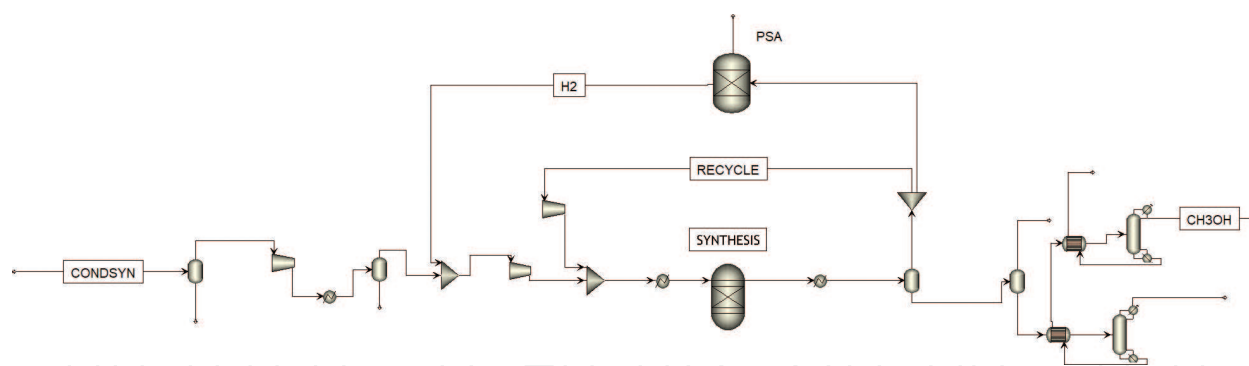 PSA
H2
RECYCLE
SYNTHESIS
CH3OH
CONDSYN